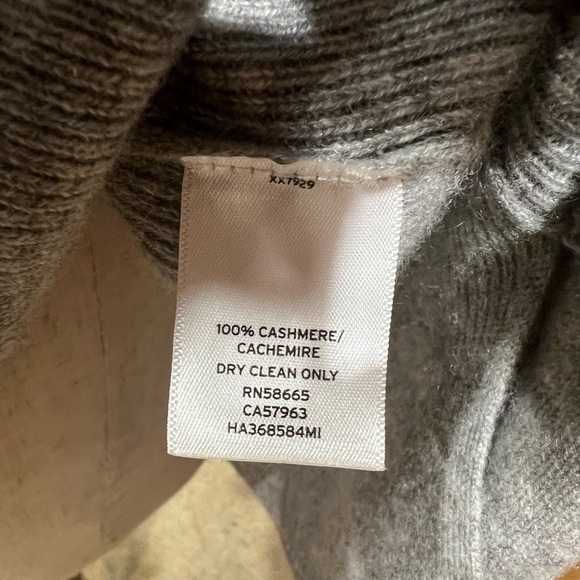 XX7929
100% CASHMERE/
CACHEMIRE
DRY CLEAN ONLY
RN58665
CA57963
HA368584MI